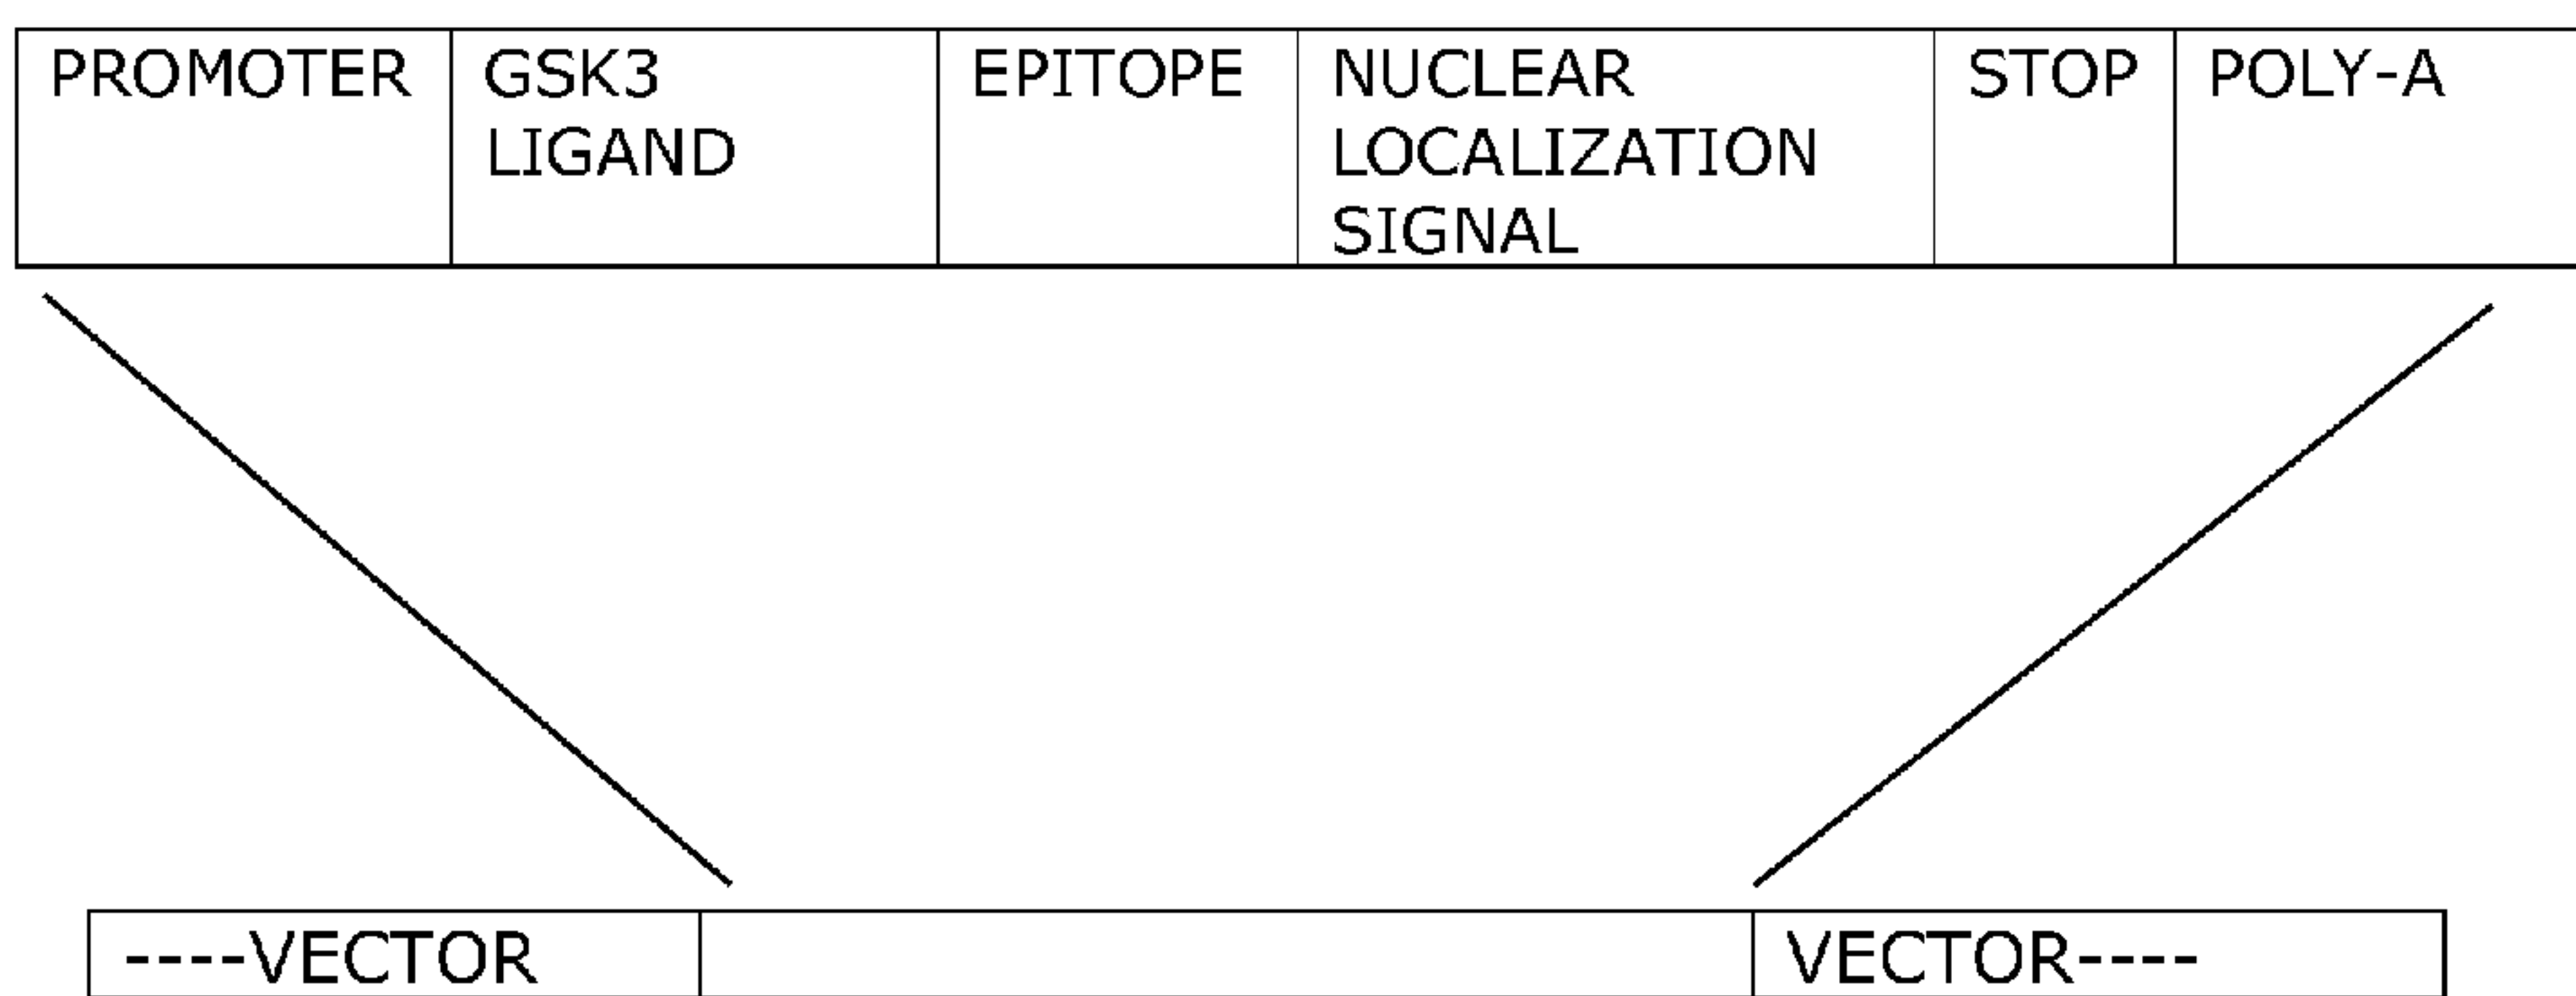 PROMOTER
GSK3
LIGAND
EPITOPE
NUCLEAR
LOCALIZATION
SIGNAL
STOP
POLY-A
----VECTOR
VECTOR----